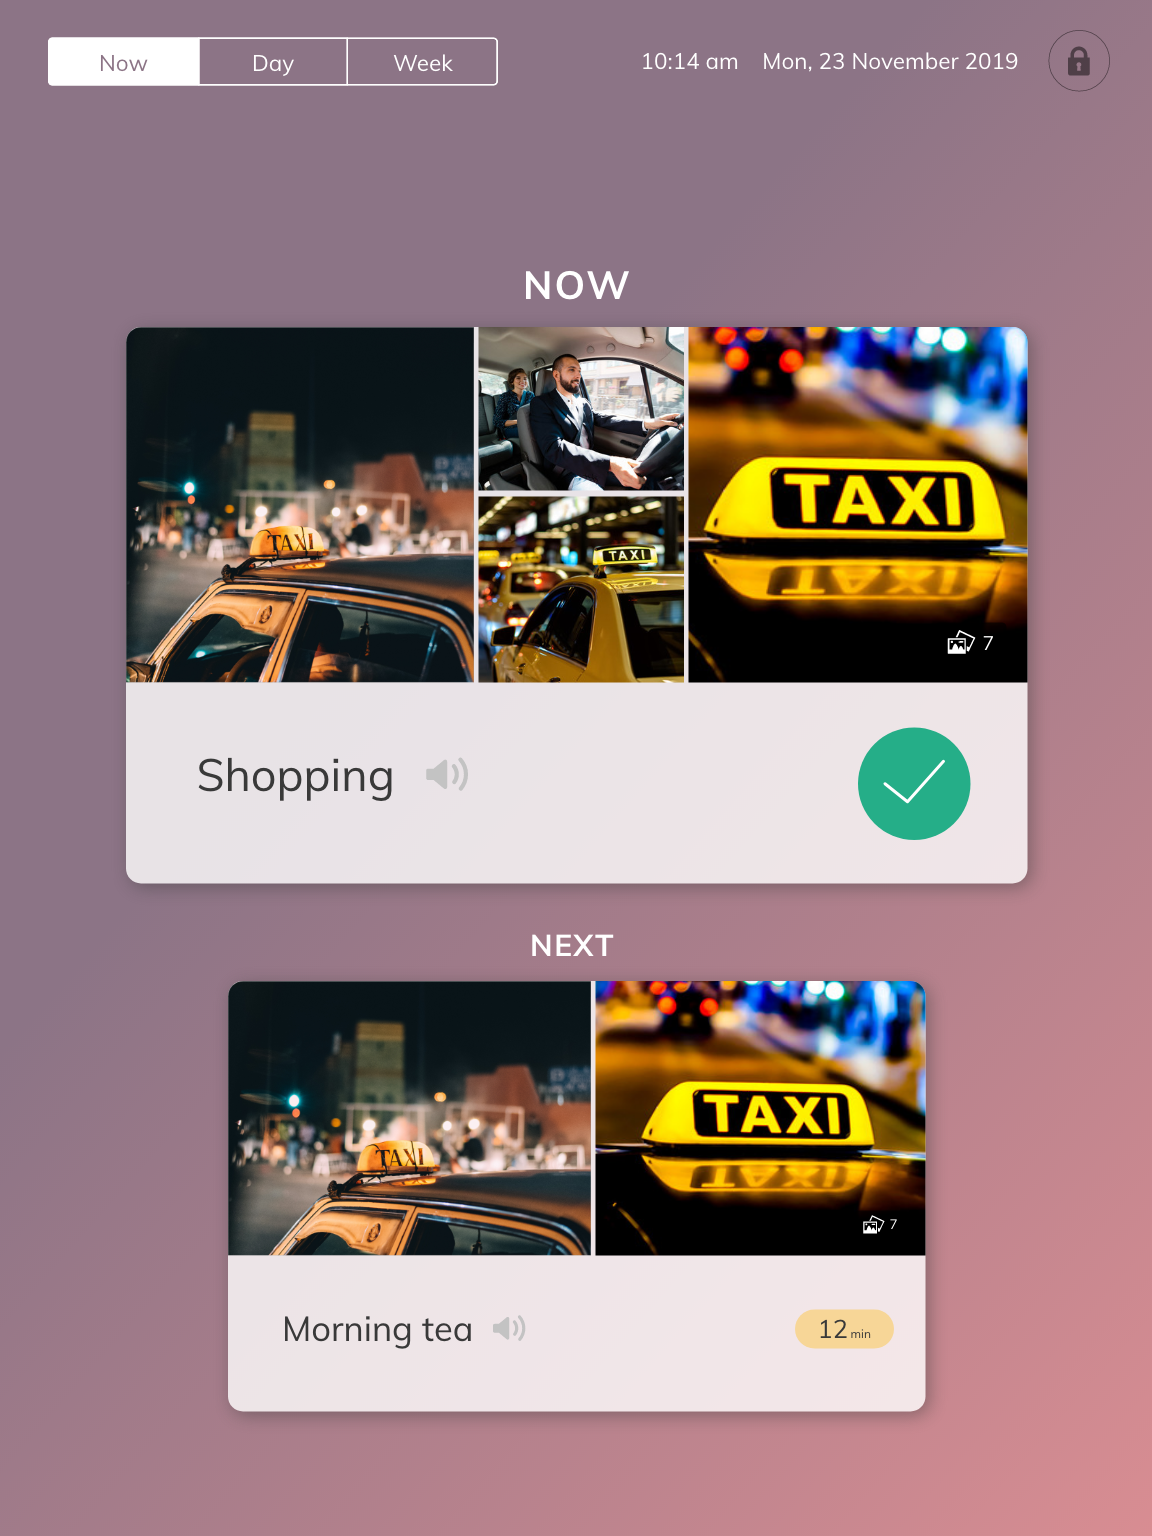 Now Day Week 10:14 am Mon, 23 November 2019
NOW
TAXI
TAXI
TAXI
7
Shopping
NEXT
TAXI
TAXI
7
Morning tea 12 min